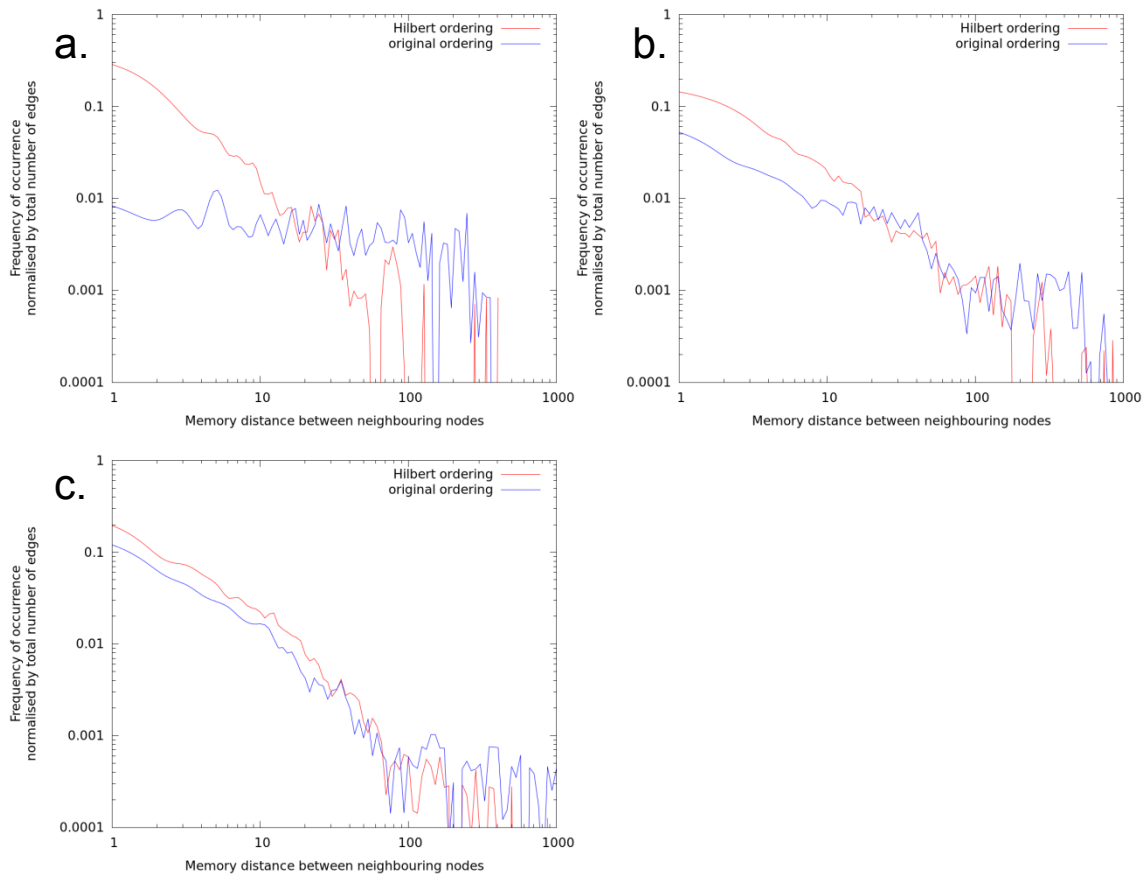 a.
Hilbert ordering
original ordering
1
0.1
0.01
0.001
0.0001
Frequency of occurrence
normalised by total number of edges
1
10
100
1000
Memory distance between neighbouring nodes
b.
Hilbert ordering
original ordering
1
0.1
0.01
0.001
0.0001
Frequency of occurrence
normalised by total number of edges
1
10
100
1000
Memory distance between neighbouring nodes
c.
Hilbert ordering
original ordering
1
0.1
0.01
0.001
0.0001
Frequency of occurrence
normalised by total number of edges
1
10
100
1000
Memory distance between neighbouring nodes